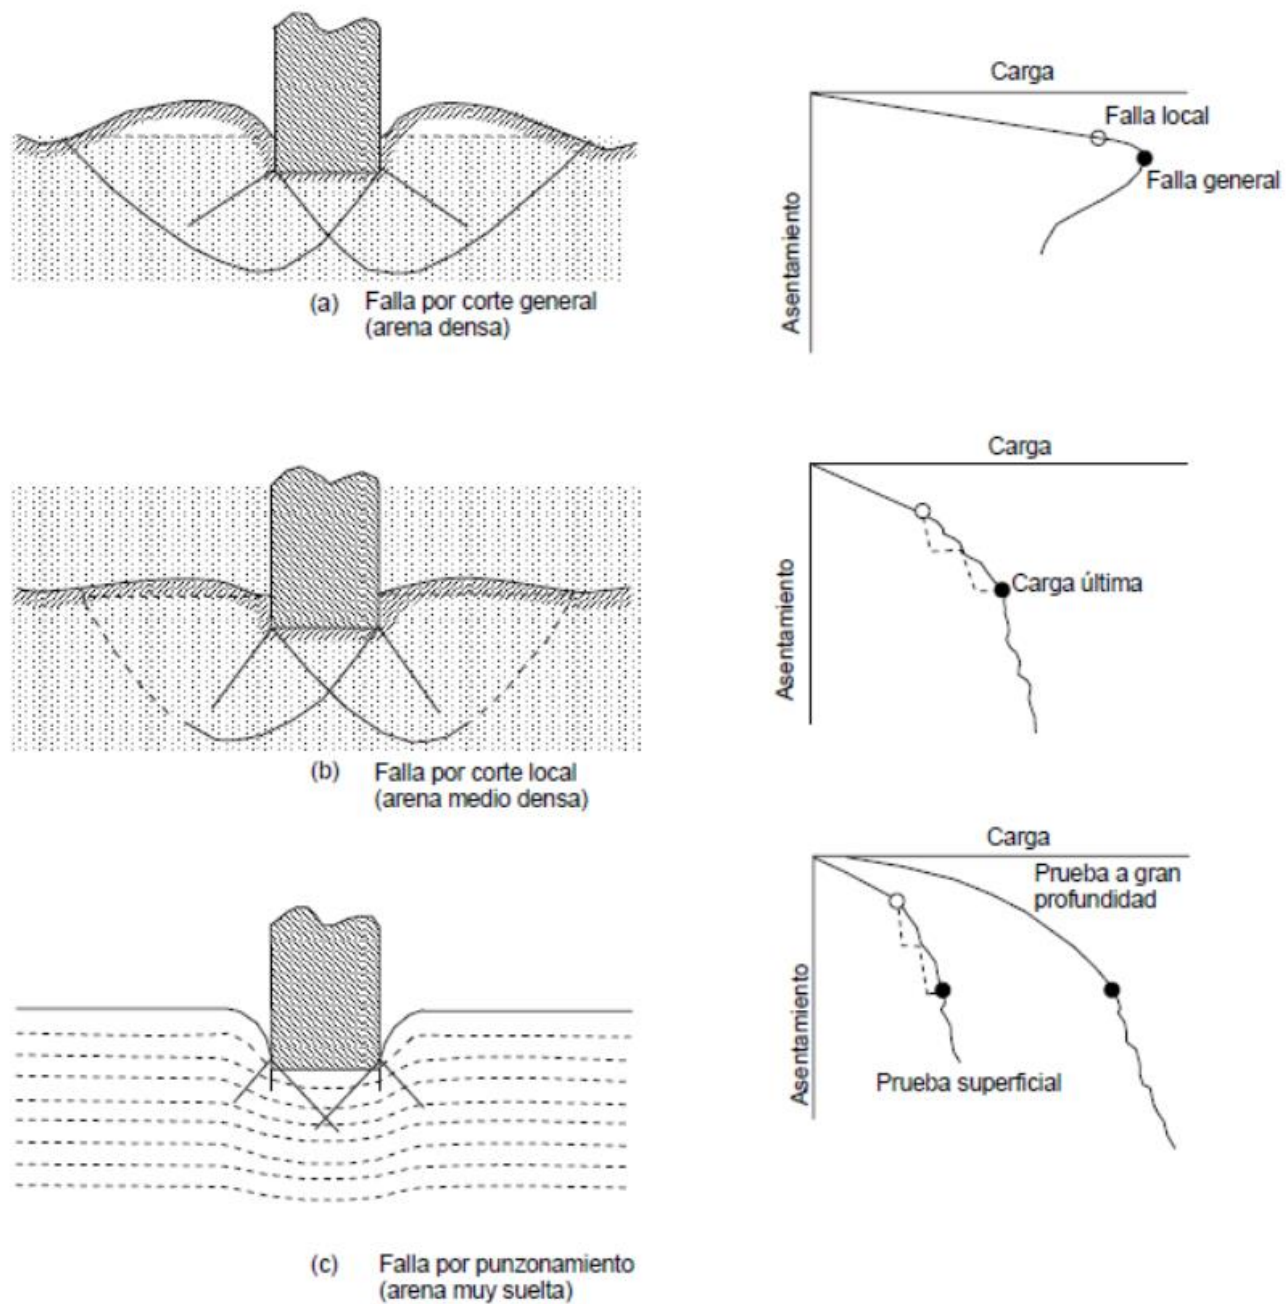 Carga
Falla local
Falla general
Asentamiento
(a) Falla por corte general
(arena densa)
Carga
Carga última
Asentamiento
(b) Falla por corte local
(arena medio densa)
Carga
Prueba a gran
profundidad
Asentamiento
Prueba superficial
(c) Falla por punzonamiento
(arena muy suelta)